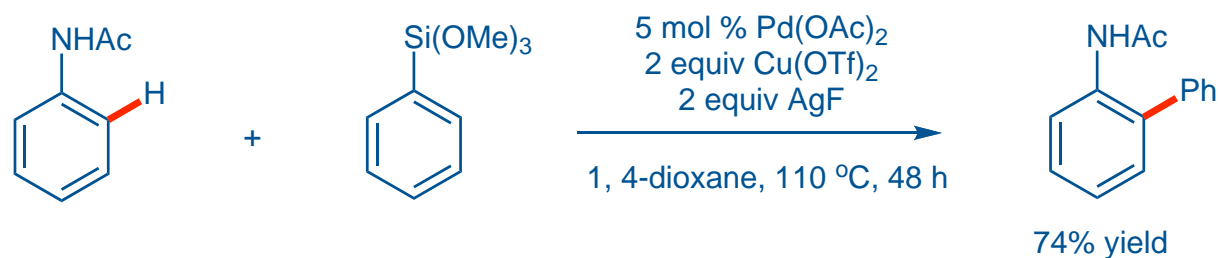 NHAc
H
+
Si(OMe)3
5 mol % Pd(OAc)2
2 equiv Cu(OTf)2
2 equiv AgF
1, 4-dioxane, 110 oC, 48 h
NHAc
Ph
74% yield